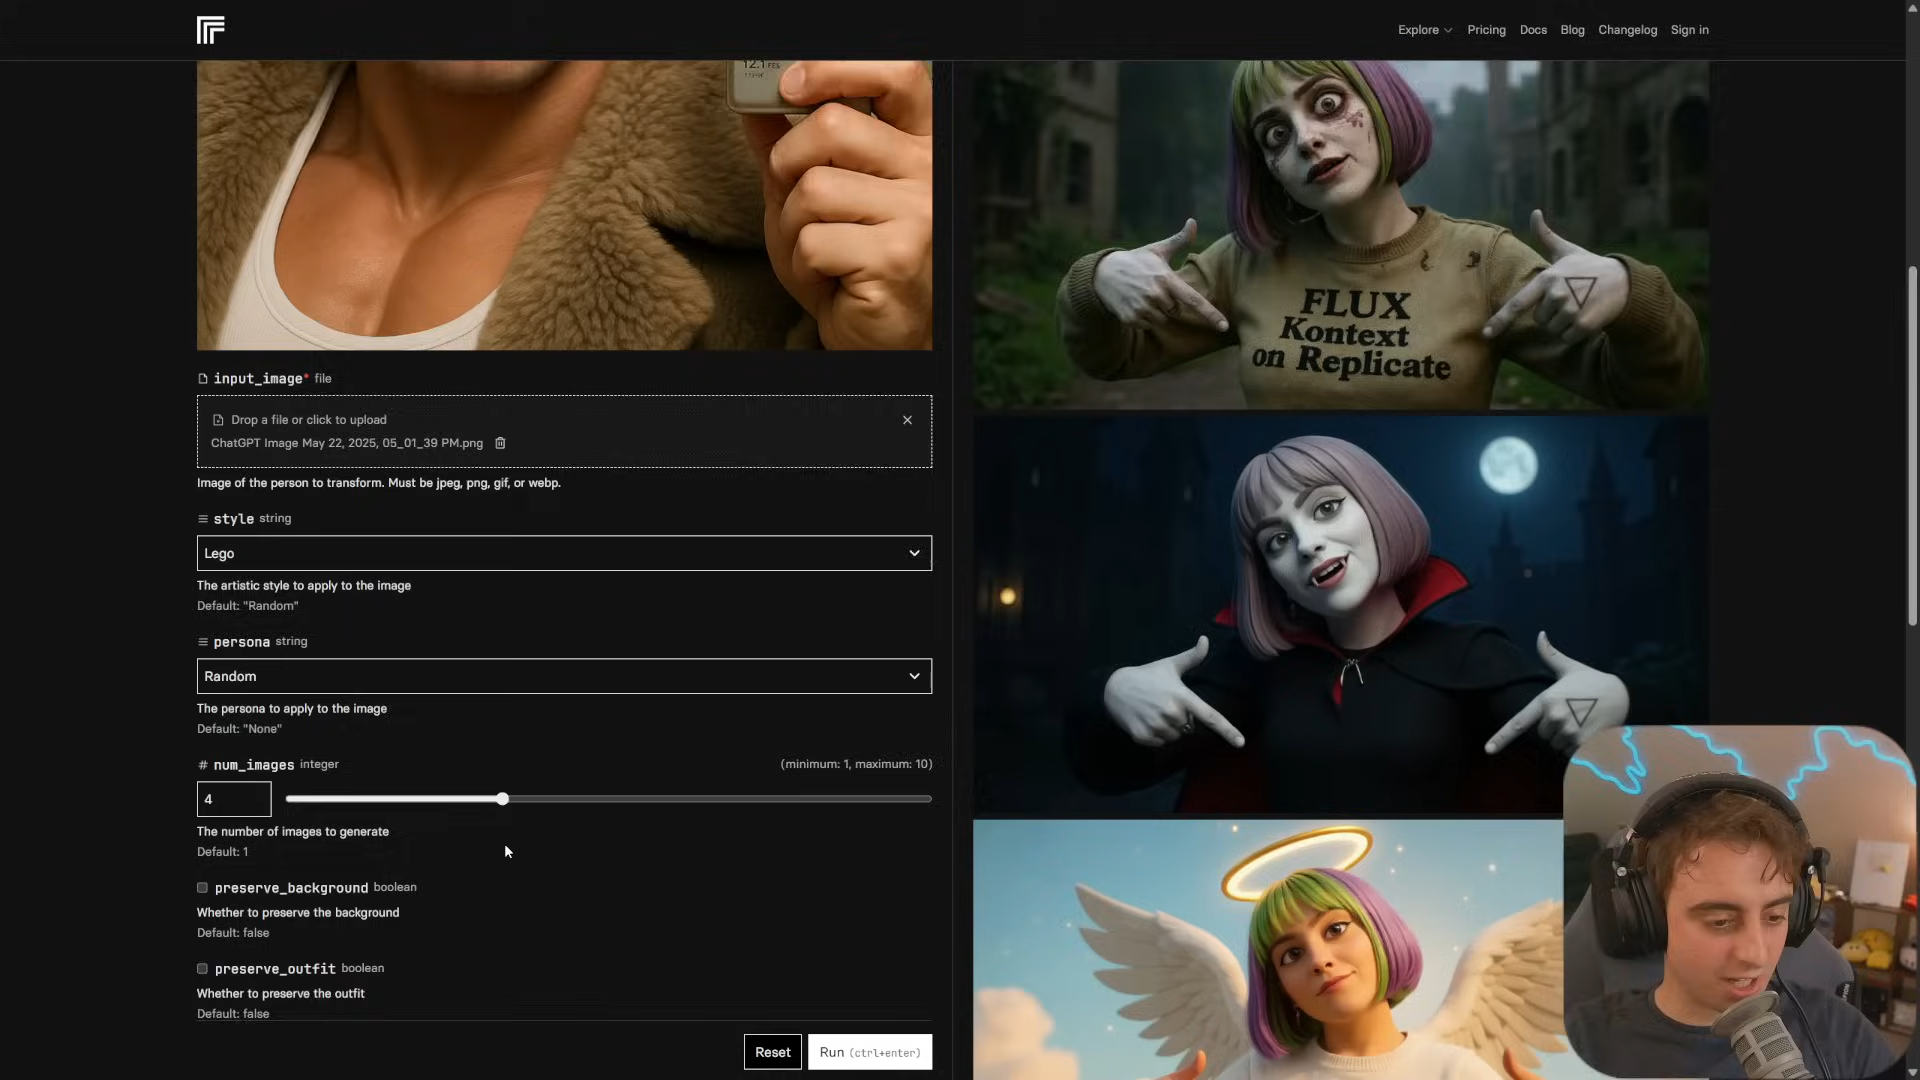 Explore
Pricing
Docs
Blog
Changelog
Sign in
12.1
input_image* file
Drop a file or click to upload
ChatGPT Image May 22, 2025, 05_01_39 PM.png
Image of the person to transform. Must be jpeg, png, gif, or webp.
style string
Lego
The artistic style to apply to the image
Default: "Random"
persona string
Random
The persona to apply to the image
Default: "None"
# num_images integer
(minimum: 1, maximum: 10)
4
The number of images to generate
Default: 1
preserve_background boolean
Whether to preserve the background
Default: false
preserve_outfit boolean
Whether to preserve the outfit
Default: false
Reset
Run (ctrl+enter)
FLUX
Kontext
on Replicate